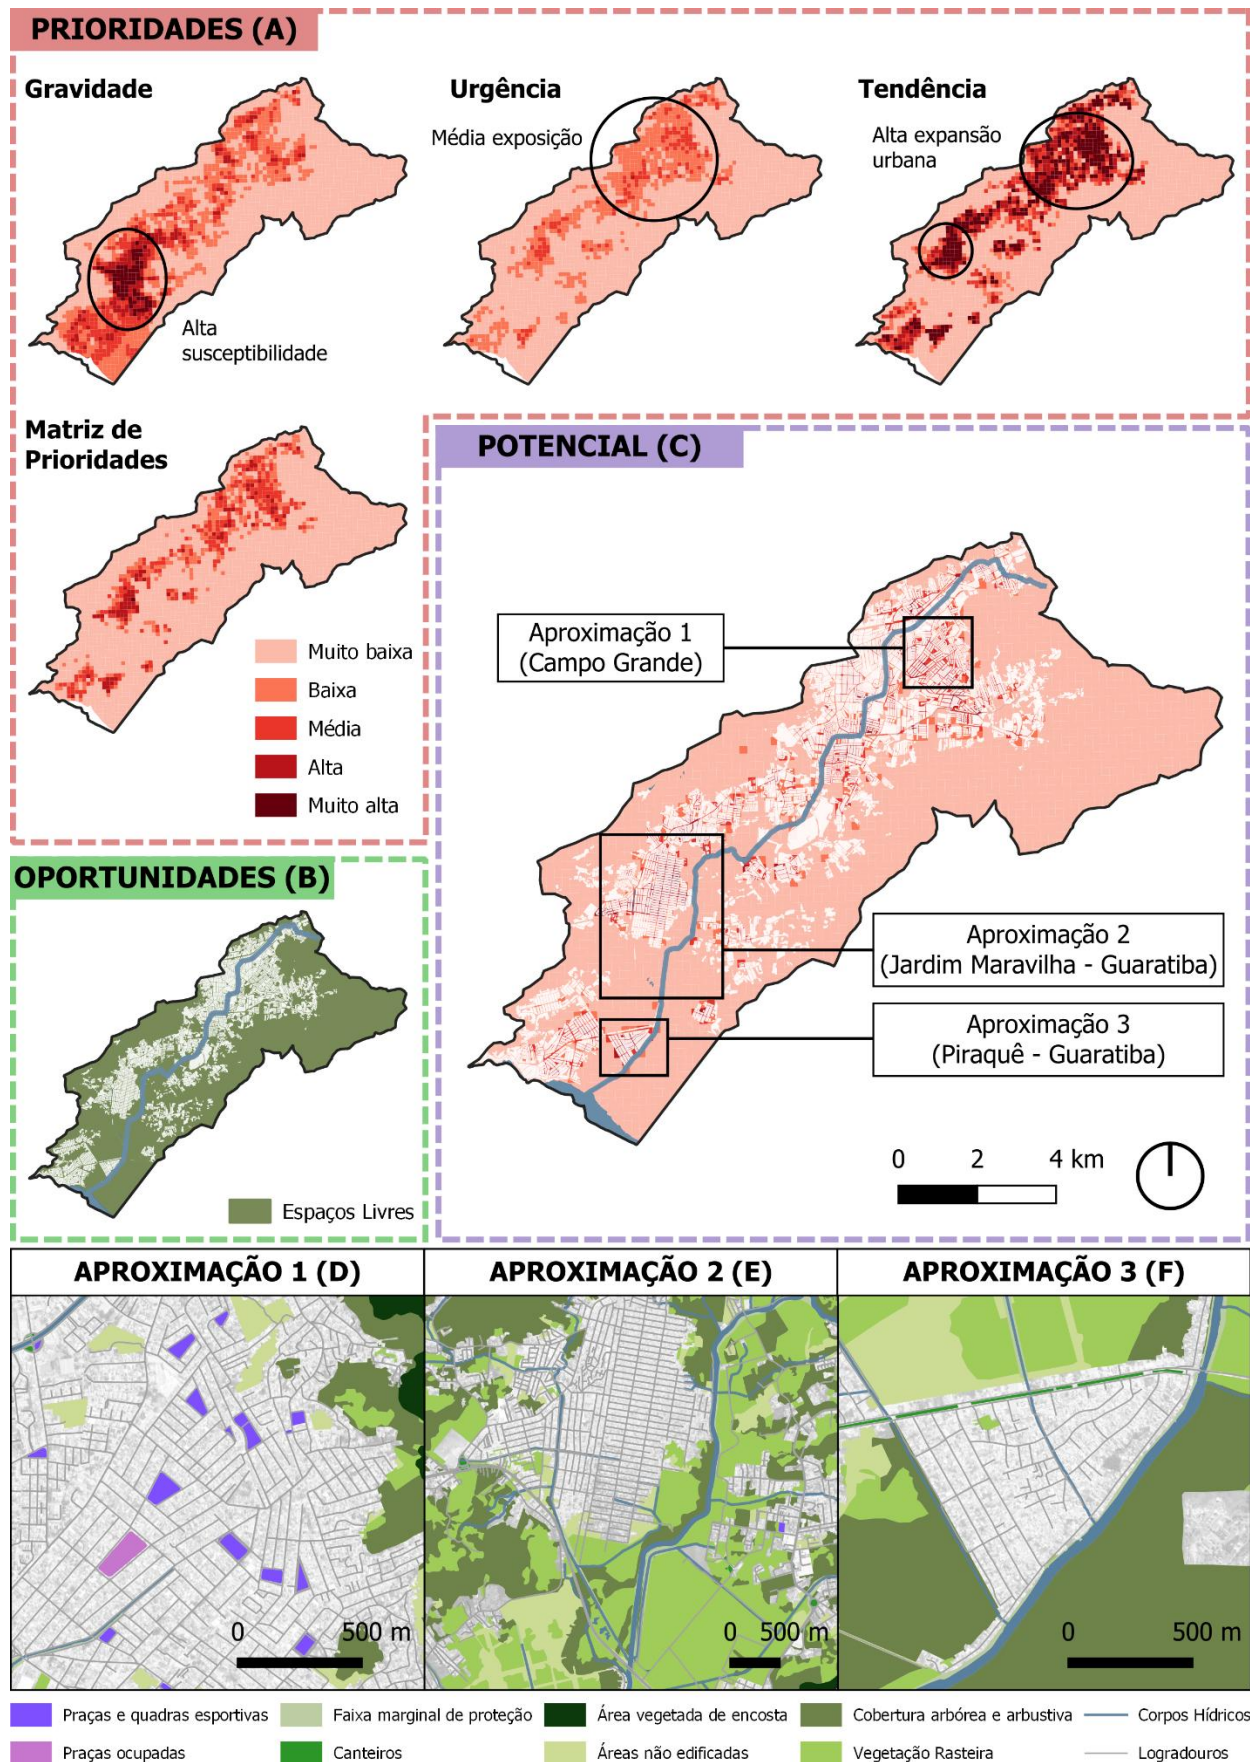 PRIORIDADES (A)
Gravidade
Urgência
Tendência
Média exposição
Alta expansão
urbana
Alta
susceptibilidade
Matriz de
Prioridades
Muito baixa
Baixa
Média
Alta
Muito alta
OPORTUNIDADES (B)
Espaços Livres
POTENCIAL (C)
Aproximação 1
(Campo Grande)
Aproximação 2
(Jardim Maravilha - Guaratiba)
Aproximação 3
(Piraquê - Guaratiba)
0 2 4 km
APROXIMAÇÃO 1 (D)
APROXIMAÇÃO 2 (E)
APROXIMAÇÃO 3 (F)
0 500 m
0 500 m
0 500 m
Praças e quadras esportivas
Faixa marginal de proteção
Área vegetada de encosta
Cobertura arbórea e arbustiva
Corpos Hídricos
Praças ocupadas
Canteiros
Áreas não edificadas
Vegetação Rasteira
Logradouros